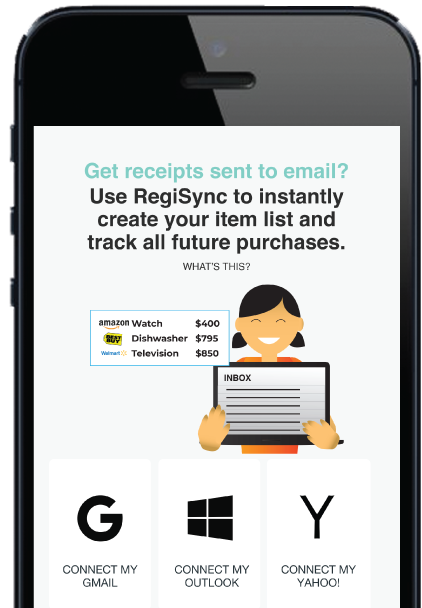 Get receipts sent to email?
Use RegiSync to instantly
create your item list and
track all future purchases.
WHAT'S THIS?
amazon Watch $400
BEST BUY Dishwasher $795
Walmart Television $850
INBOX
G
Y
CONNECT MY GMAIL
CONNECT MY OUTLOOK
CONNECT MY YAHOO!